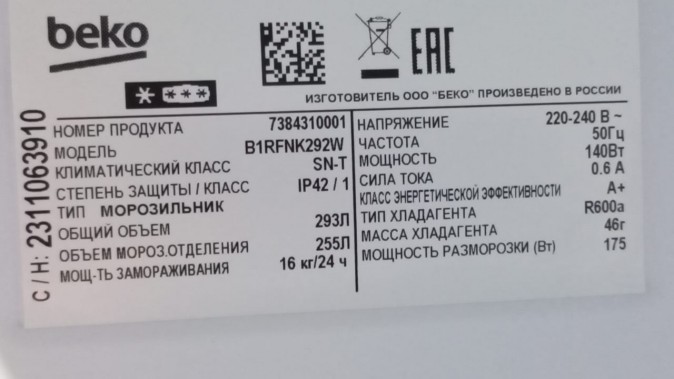 beko
EAC
ИЗГОТОВИТЕЛЬ ООО "БЕКО" ПРОИЗВЕДЕНО В РОССИИ
С / Н: 2311063910
НОМЕР ПРОДУКТА 7384310001
МОДЕЛЬ B1RFNK292W
КЛИМАТИЧЕСКИЙ КЛАСС SN-T
СТЕПЕНЬ ЗАЩИТЫ / КЛАСС IP42 / 1
ТИП МОРОЗИЛЬНИК
ОБЩИЙ ОБЪЕМ 293Л
ОБЪЕМ МОРОЗ.ОТДЕЛЕНИЯ 255Л
МОЩ-ТЬ ЗАМОРАЖИВАНИЯ 16 кг/24 ч
НАПРЯЖЕНИЕ 220-240 В ~
ЧАСТОТА 50Гц
МОЩНОСТЬ 140Вт
СИЛА ТОКА 0.6 А
КЛАСС ЭНЕРГЕТИЧЕСКОЙ ЭФФЕКТИВНОСТИ А+
ТИП ХЛАДАГЕНТА R600a
МАССА ХЛАДАГЕНТА 46г
МОЩНОСТЬ РАЗМОРОЗКИ (Вт) 175